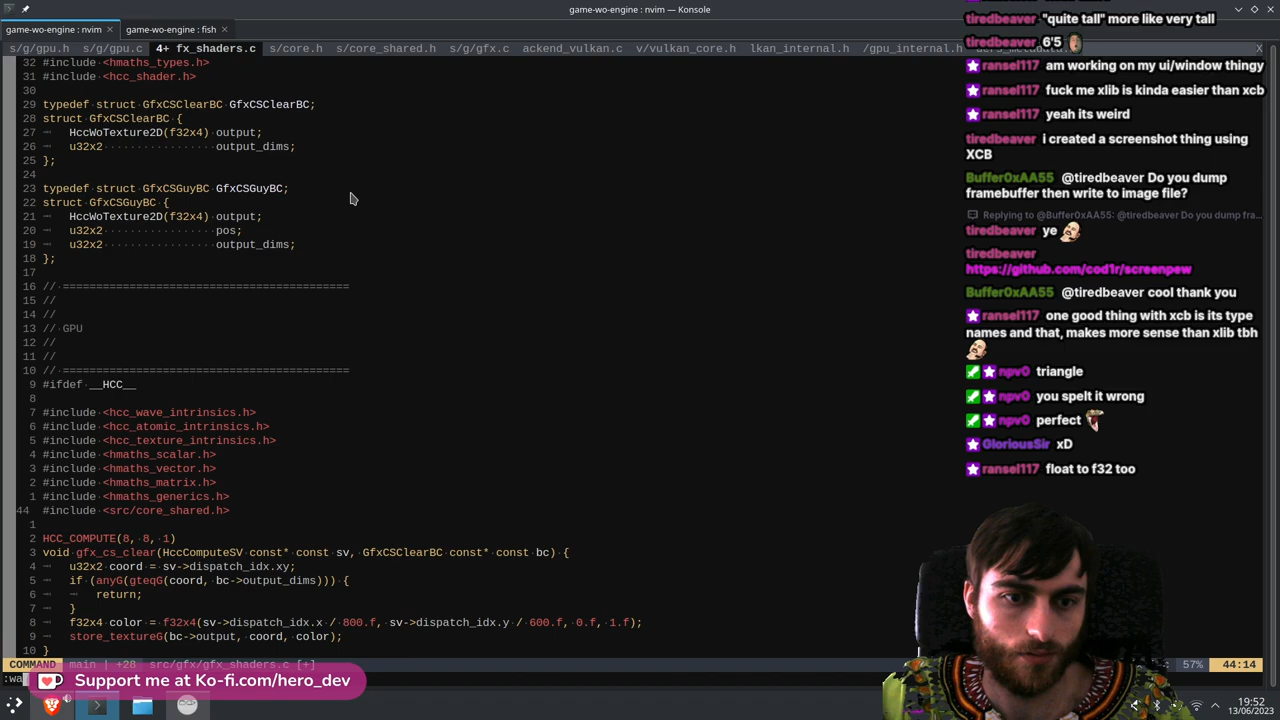 game-wo-engine : nvim — Konsole
game-wo-engine : nvim
game-wo-engine : fish
s/g/gpu.h s/g/gpu.c 4+ fx_shaders.c
re_shared.h s/g/gfx.c ackend_vulkan.c v/vulkan_core.h lkan_internal.h /gpu_internal.h
32 #include <hmaths_types.h>
31 #include <hcc_shader.h>
30
29 typedef struct GfxCSClearBC GfxCSClearBC;
28 struct GfxCSClearBC {
27 HccWoTexture2D(f32x4) output;
26 u32x2 output_dims;
25 };
24
23 typedef struct GfxCSGuyBC GfxCSGuyBC;
22 struct GfxCSGuyBC {
21 HccWoTexture2D(f32x4) output;
20 u32x2 pos;
19 u32x2 output_dims;
18 };
17
16 // ===========================================
15 //
14 //
13 // GPU
12 //
11 //
10 // ===========================================
9 #ifdef __HCC__
8
7 #include <hcc_wave_intrinsics.h>
6 #include <hcc_atomic_intrinsics.h>
5 #include <hcc_texture_intrinsics.h>
4 #include <hmaths_scalar.h>
3 #include <hmaths_vector.h>
2 #include <hmaths_matrix.h>
1 #include <hmaths_generics.h>
44 #include <src/core_shared.h>
1
2 HCC_COMPUTE(8, 8, 1)
3 void gfx_cs_clear(HccComputeSV const* const sv, GfxCSClearBC const* const bc) {
4 u32x2 coord = sv->dispatch_idx.xy;
5 if (anyG(gteqG(coord, bc->output_dims))) {
6 return;
7 }
8 f32x4 color = f32x4(sv->dispatch_idx.x / 800.f, sv->dispatch_idx.y / 600.f, 0.f, 1.f);
9 store_textureG(bc->output, coord, color);
10 }
COMMAND main | +28 src/gfx/gfx_shaders.c [+]
57% 44:14
:wa
Support me at Ko-fi.com/hero_dev
19:52
13/06/2023
tiredbeaver "quite tall" more like very tall
tiredbeaver 6'5
ransel117 am working on my ui/window thingy
ransel117 fuck me xlib is kinda easier than xcb
ransel117 yeah its weird
tiredbeaver i created a screenshot thing using
XCB
Buffer0xAA55 @tiredbeaver Do you dump
framebuffer then write to image file?
Replying to @Buffer0xAA55: @tiredbeaver Do you dump fra...
tiredbeaver ye
tiredbeaver
https://github.com/cod1r/screenpew
Buffer0xAA55 @tiredbeaver cool thank you
ransel117 one good thing with xcb is its type
names and that, makes more sense than xlib tbh
npv0 triangle
npv0 you spelt it wrong
npv0 perfect
GloriousSir xD
ransel117 float to f32 too